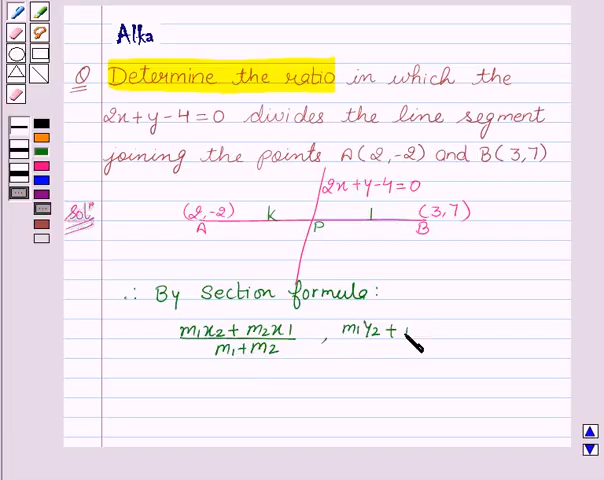 Alka
Q Determine the ratio in which the
2x+y-4=0 divides the line segment
joining the points A(2,-2) and B(3,7)
2x+y-4=0
Solⁿ (2,-2) k 1 (3,7)
A P B
∴ By Section formula:
m1x2 + m2x1 / m1+m2 , m1y2 +